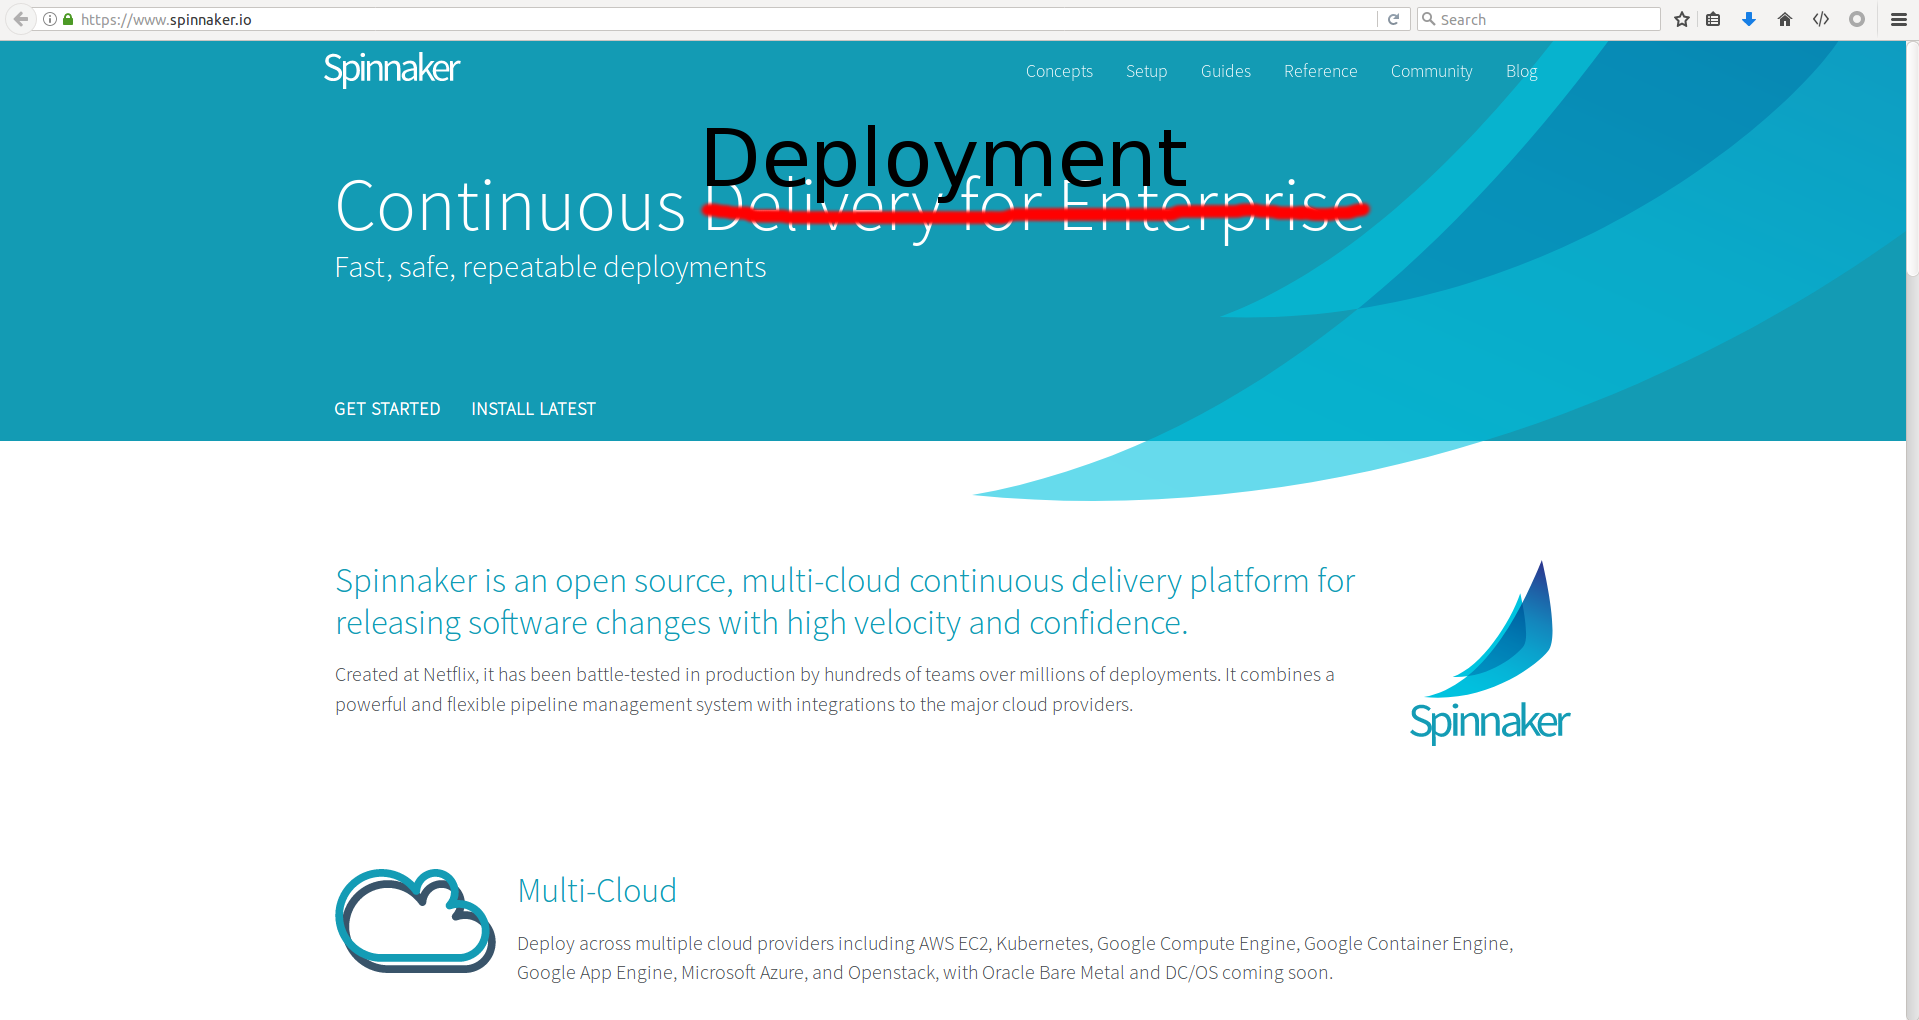 https://www.spinnaker.io
Search
Spinnaker
Concepts Setup Guides Reference Community Blog
Deployment
Continuous Delivery for Enterprise
Fast, safe, repeatable deployments
GET STARTED INSTALL LATEST
Spinnaker is an open source, multi-cloud continuous delivery platform for
releasing software changes with high velocity and confidence.
Created at Netflix, it has been battle-tested in production by hundreds of teams over millions of deployments. It combines a
powerful and flexible pipeline management system with integrations to the major cloud providers.
Spinnaker
Multi-Cloud
Deploy across multiple cloud providers including AWS EC2, Kubernetes, Google Compute Engine, Google Container Engine,
Google App Engine, Microsoft Azure, and Openstack, with Oracle Bare Metal and DC/OS coming soon.